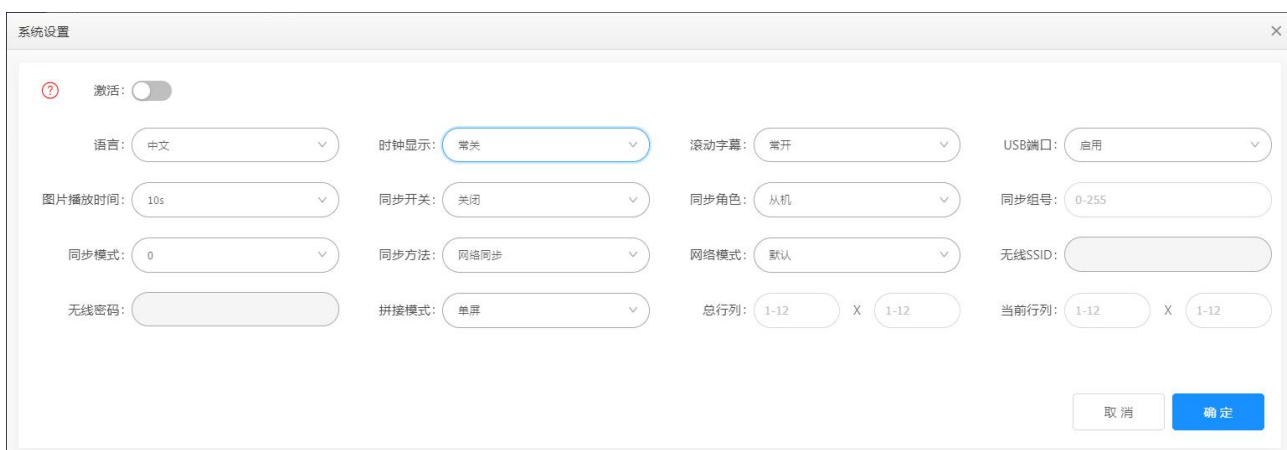 系统设置
激活:
语言: 中文 时钟显示: 常关 滚动字幕: 常开 USB端口: 启用
图片播放时间: 10s 同步开关: 关闭 同步角色: 从机 同步组号: 0-255
同步模式: 0 同步方法: 网络同步 网络模式: 默认 无线SSID:
无线密码: 拼接模式: 单屏 总行列: 1-12 X 1-12 当前行列: 1-12 X 1-12
取 消 确 定